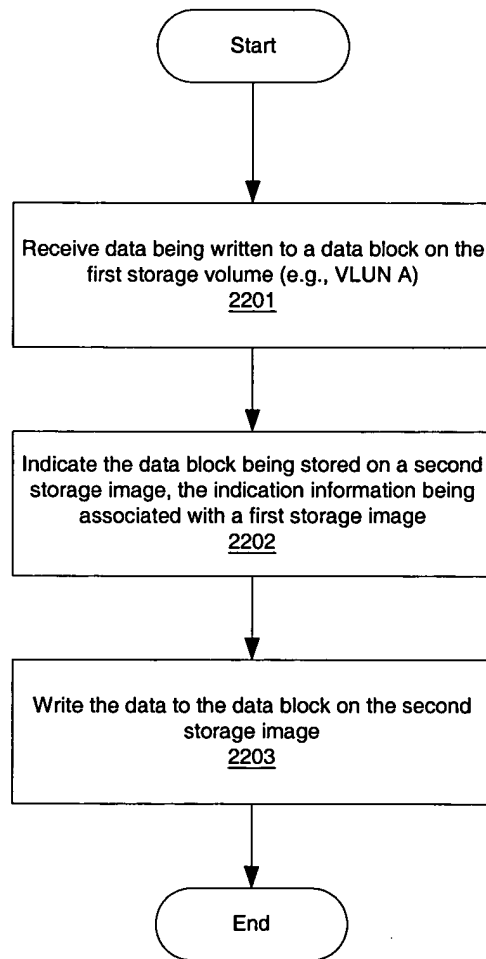 Start
Receive data being written to a data block on the
first storage volume (e.g., VLUN A)
2201
Indicate the data block being stored on a second
storage image, the indication information being
associated with a first storage image
2202
Write the data to the data block on the second
storage image
2203
End